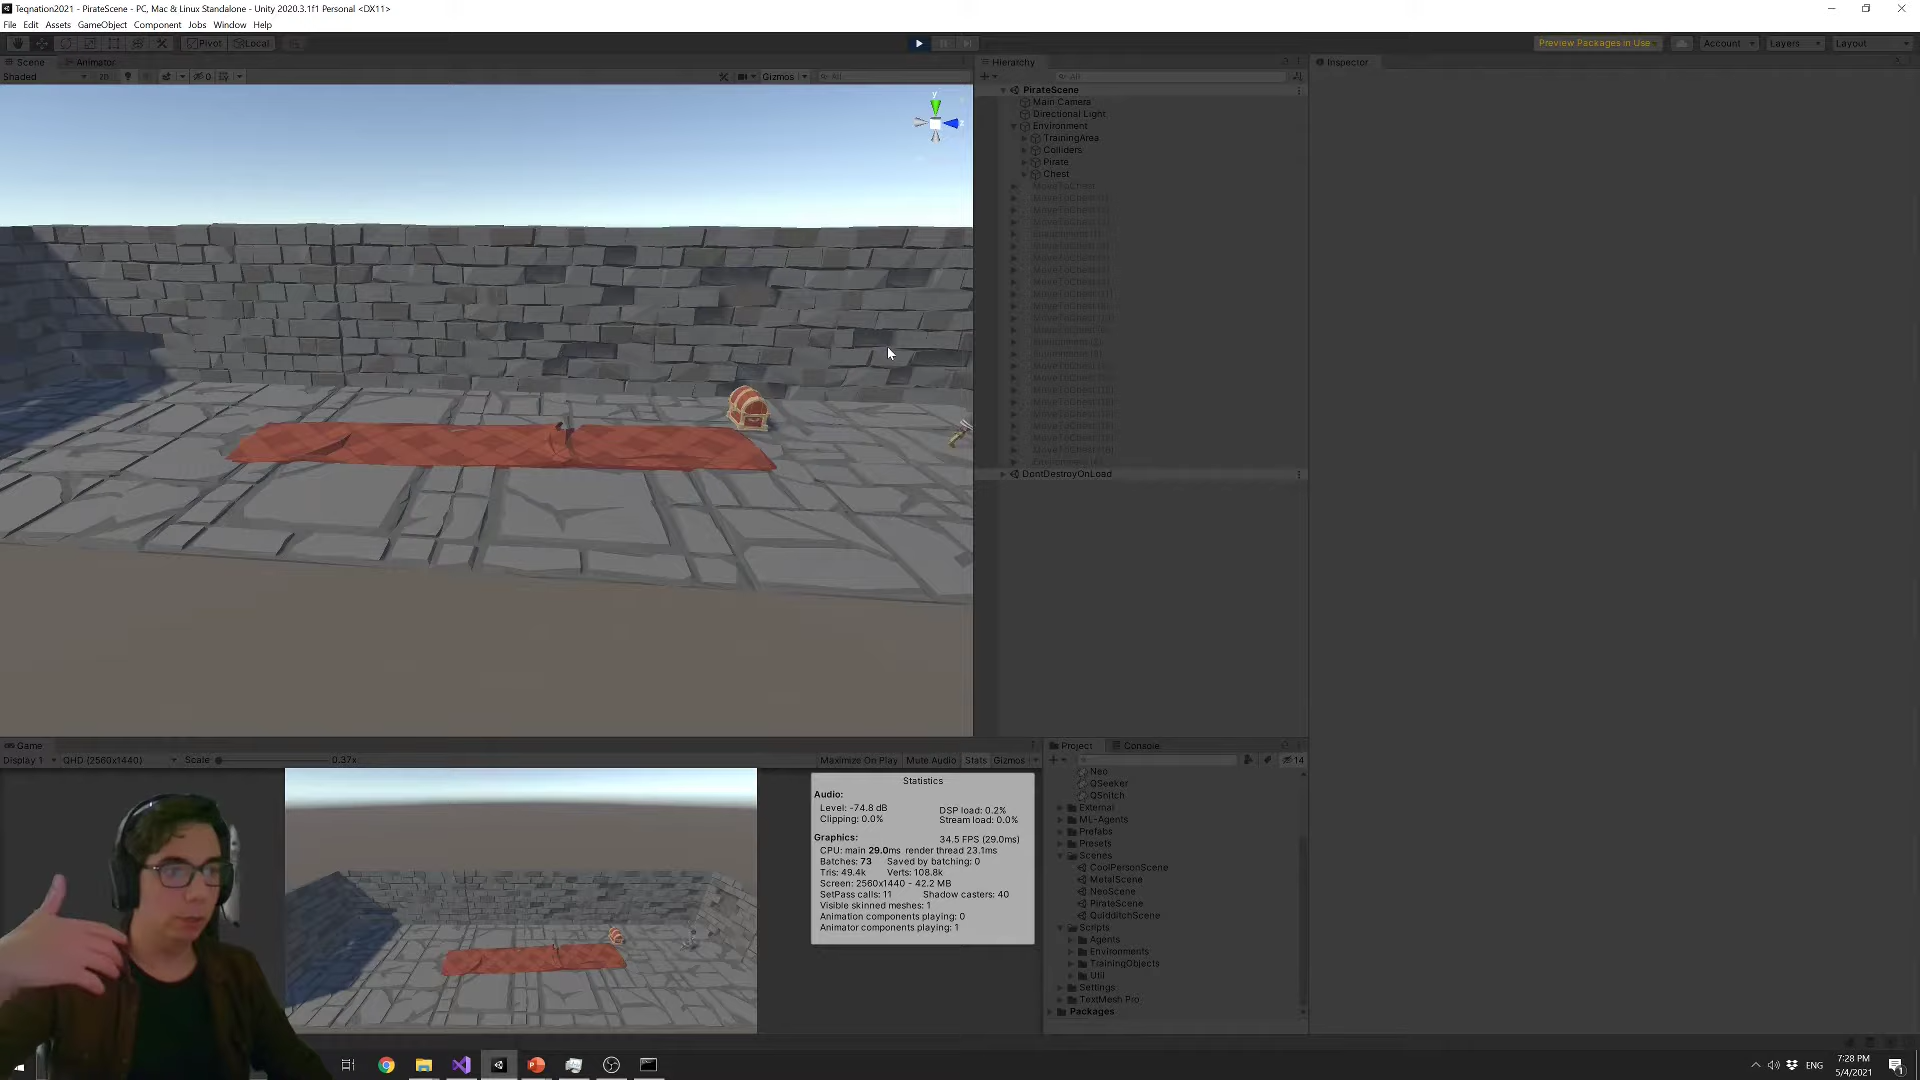 Teqnation2021 - PirateScene - PC, Mac & Linux Standalone - Unity 2020.3.1f1 Personal <DX11>
File Edit Assets GameObject Component Jobs Window Help
Pivot Local
Preview Packages in Use
Account
Layers
Layout
Scene Animator
Shaded 2D 0 Gizmos All
Hierarchy
All
PirateScene
Main Camera
Directional Light
Environment
TrainingArea
Colliders
Pirate
Chest
MoveToChest
DontDestroyOnLoad
Inspector
Game
Display 1 QHD (2560x1440) Scale 0.37x Maximize On Play Mute Audio Stats Gizmos
Statistics
Audio:
Level: -74.8 dB DSP load: 0.2%
Clipping: 0.0% Stream load: 0.0%
Graphics: 34.5 FPS (29.0ms)
CPU: main 29.0ms render thread 23.1ms
Batches: 73 Saved by batching: 0
Tris: 49.4k Verts: 108.8k
Screen: 2560x1440 - 42.2 MB
SetPass calls: 11 Shadow casters: 40
Visible skinned meshes: 1
Animation components playing: 0
Animator components playing: 1
Project Console
14
Neo
QSeeker
QSnitch
External
ML-Agents
Prefabs
Presets
Scenes
CoolPersonScene
MetalScene
NeoScene
PirateScene
QuidditchScene
Scripts
Agents
Environments
TrainingObjects
Util
Settings
TextMesh Pro
Packages
ENG
7:28 PM
5/4/2021